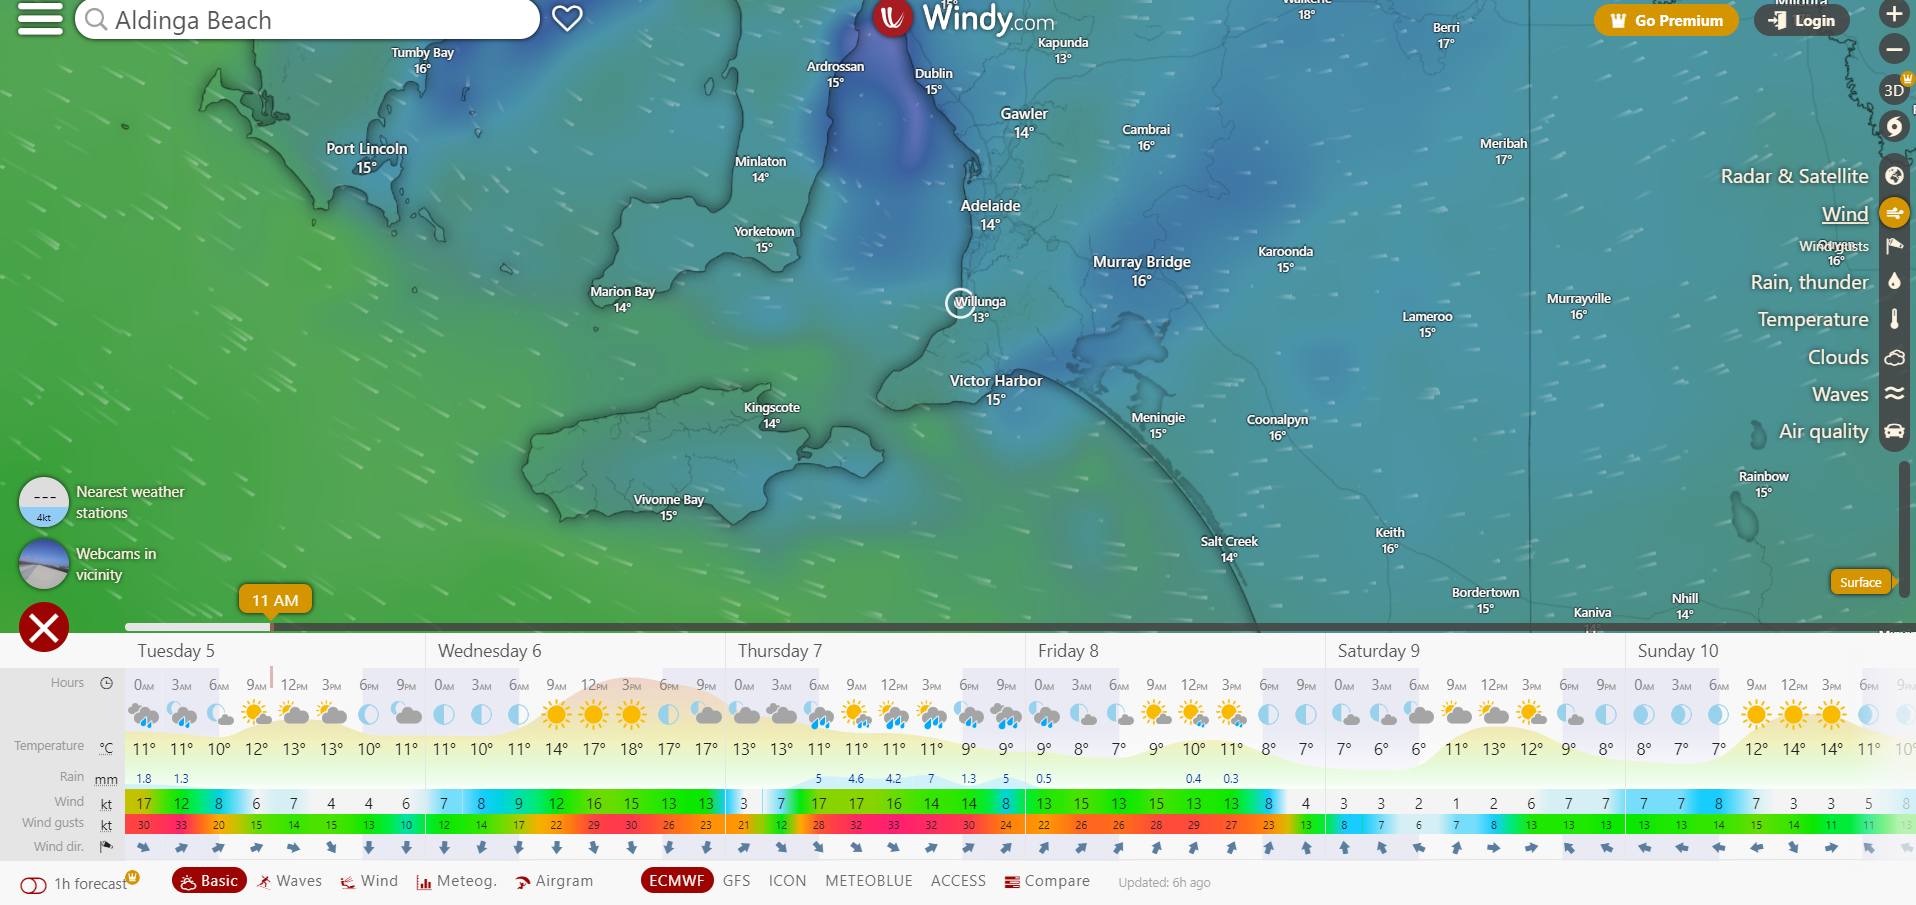 Aldinga Beach
Windy.com
Go Premium
Login
3D
Walkerie
18°
Mildura
15°
Tumby Bay
16°
Ardrossan
15°
Dublin
15°
Kapunda
13°
Berri
17°
Gawler
14°
Cambrai
16°
Meribah
17°
Port Lincoln
15°
Minlaton
14°
Adelaide
14°
Yorketown
15°
Murray Bridge
16°
Karoonda
15°
Marion Bay
14°
Willunga
13°
Lameroo
15°
Murrayville
16°
Ouyen
16°
Victor Harbor
15°
Kingscote
14°
Meningie
15°
Coonalpyn
16°
Vivonne Bay
15°
Rainbow
15°
Salt Creek
14°
Keith
16°
Bordertown
15°
Kaniva
14°
Nhill
14°
Radar & Satellite
Wind
Wind gusts
Rain, thunder
Temperature
Clouds
Waves
Air quality
Surface
---
4kt
Nearest weather
stations
Webcams in
vicinity
11 AM
Tuesday 5 Wednesday 6 Thursday 7 Friday 8 Saturday 9 Sunday 10
Hours 0AM 3AM 6AM 9AM 12PM 3PM 6PM 9PM 0AM 3AM 6AM 9AM 12PM 3PM 6PM 9PM 0AM 3AM 6AM 9AM 12PM 3PM 6PM 9PM 0AM 3AM 6AM 9AM 12PM 3PM 6PM 9PM 0AM 3AM 6AM 9AM 12PM 3PM 6PM 9PM 0AM 3AM 6AM 9AM 12PM 3PM 6PM 9PM
Temperature °C 11° 11° 10° 12° 13° 13° 10° 11° 11° 10° 11° 14° 17° 18° 17° 17° 13° 13° 11° 11° 11° 11° 9° 9° 9° 8° 7° 9° 10° 11° 8° 7° 7° 6° 6° 11° 13° 12° 9° 8° 8° 7° 7° 12° 14° 14° 11° 10°
Rain mm 1.8 1.3 5 4.6 4.2 7 1.3 5 0.5 0.4 0.3
Wind kt 17 12 8 6 7 4 4 6 7 8 9 12 16 15 13 13 3 7 17 17 16 14 14 8 13 15 13 15 13 13 8 4 3 3 2 1 2 6 7 7 7 7 8 7 3 3 5 8
Wind gusts kt 30 33 20 15 14 15 13 10 12 14 17 22 29 30 26 23 21 12 28 32 33 32 30 24 22 26 26 28 29 27 23 13 8 7 6 7 8 13 13 13 13 13 14 15 14 11 11 13
Wind dir.
1h forecast
Basic Waves Wind Meteog. Airgram
ECMWF GFS ICON METEOBLUE ACCESS Compare Updated: 6h ago